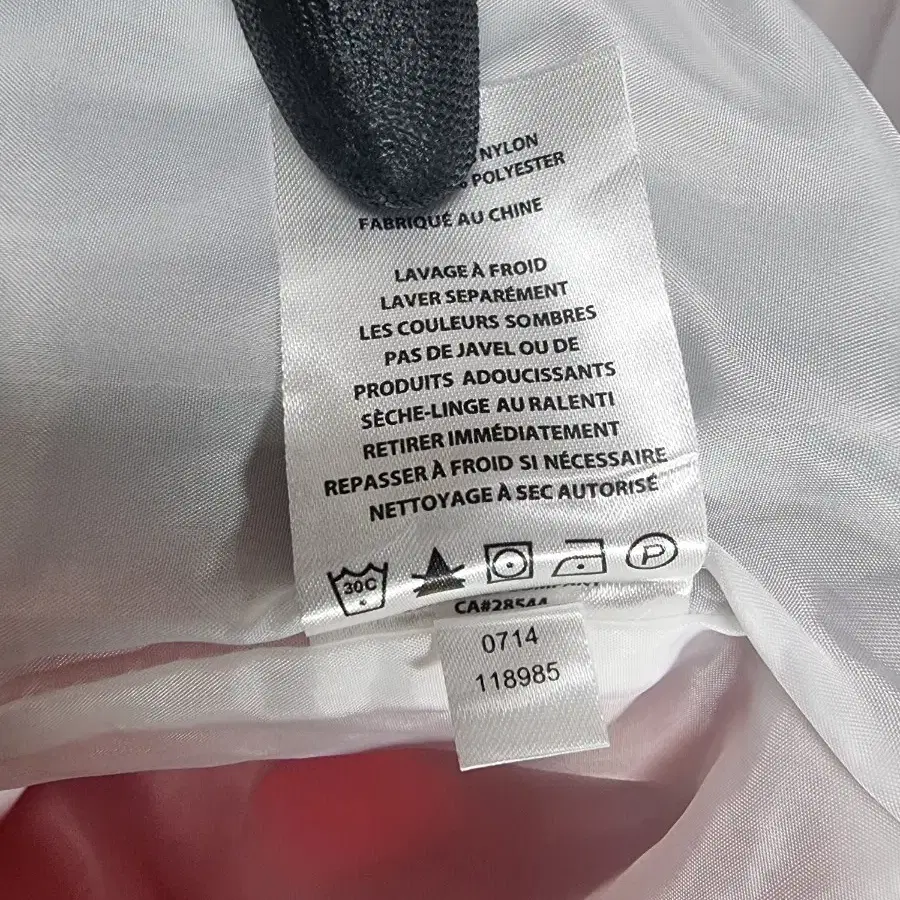 NYLON
% POLYESTER
FABRIQUÉ AU CHINE
LAVAGE À FROID
LAVER SEPARÉMENT
LES COULEURS SOMBRES
PAS DE JAVEL OU DE
PRODUITS ADOUCISSANTS
SÈCHE-LINGE AU RALENTI
RETIRER IMMÉDIATEMENT
REPASSER À FROID SI NÉCESSAIRE
NETTOYAGE À SEC AUTORISÉ
30C
P
CA#28544
0714
118985